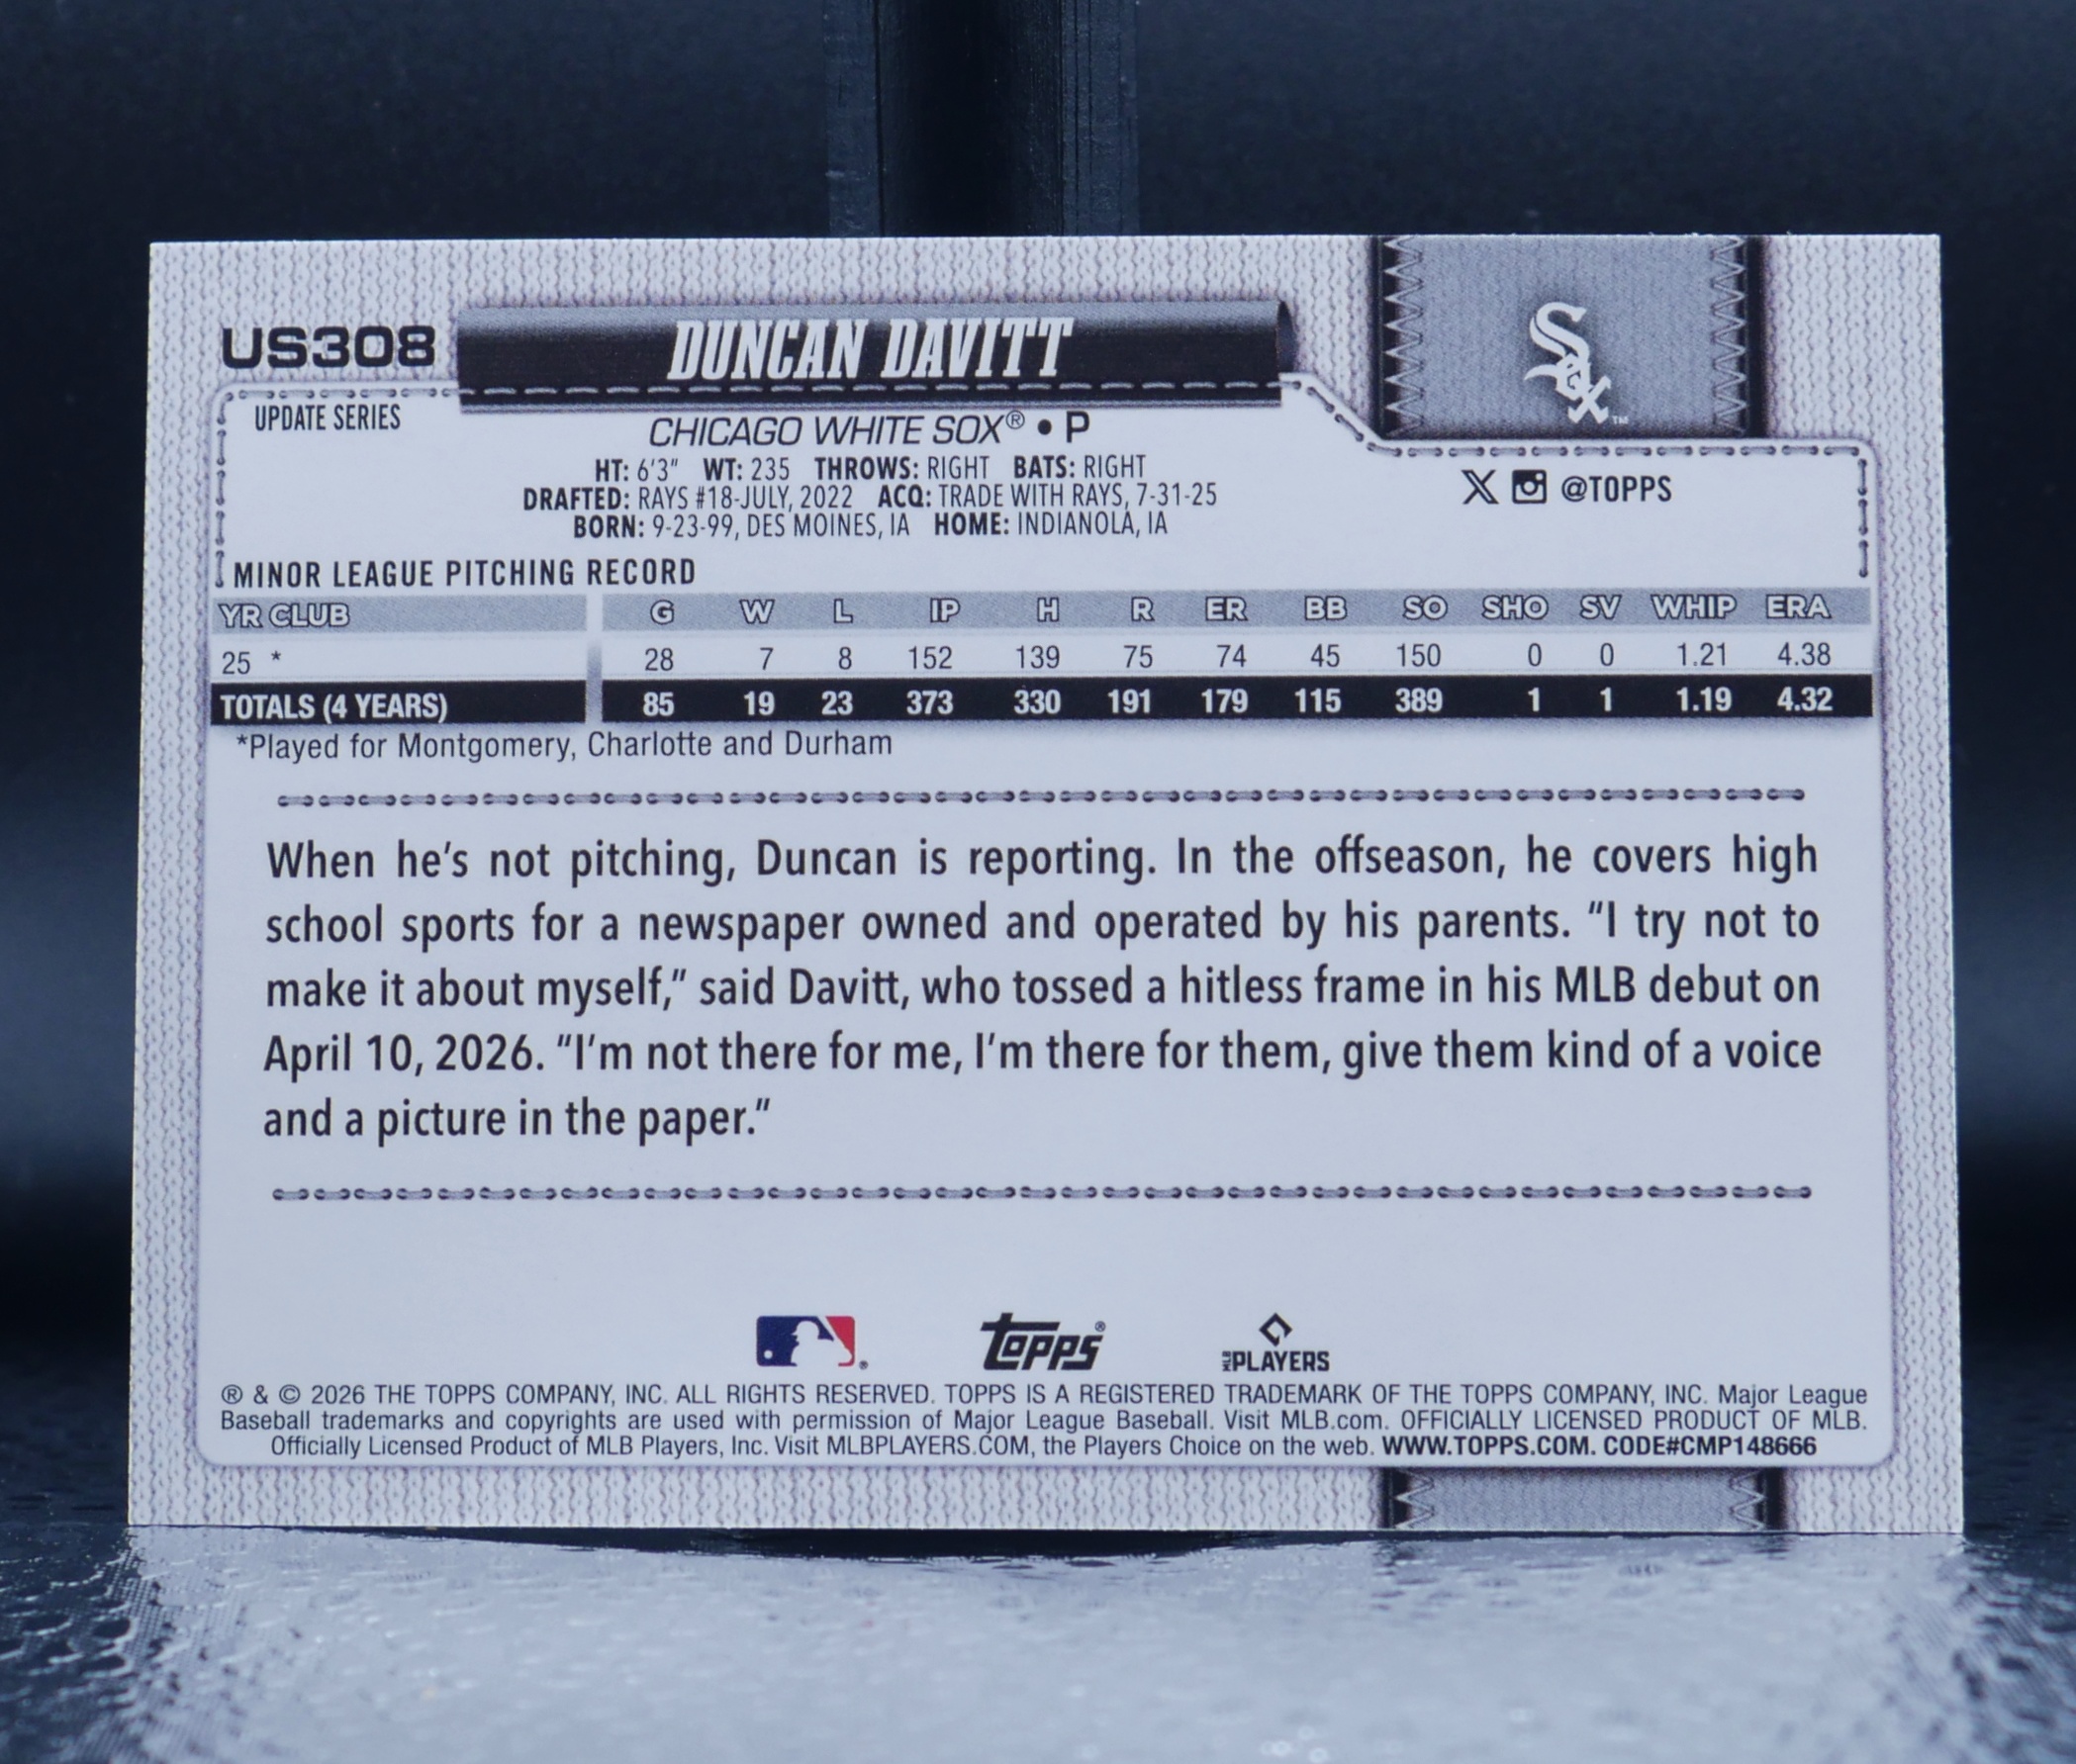 US308
DUNCAN DAVITT
Sox ™
UPDATE SERIES
CHICAGO WHITE SOX® • P
HT: 6'3" WT: 235 THROWS: RIGHT BATS: RIGHT
DRAFTED: RAYS #18-JULY, 2022 ACQ: TRADE WITH RAYS, 7-31-25
BORN: 9-23-99, DES MOINES, IA HOME: INDIANOLA, IA
@TOPPS
MINOR LEAGUE PITCHING RECORD
YR CLUB G W L IP H R ER BB SO SHO SV WHIP ERA
25 * 28 7 8 152 139 75 74 45 150 0 0 1.21 4.38
TOTALS (4 YEARS) 85 19 23 373 330 191 179 115 389 1 1 1.19 4.32
*Played for Montgomery, Charlotte and Durham
When he's not pitching, Duncan is reporting. In the offseason, he covers high
school sports for a newspaper owned and operated by his parents. “I try not to
make it about myself,” said Davitt, who tossed a hitless frame in his MLB debut on
April 10, 2026. “I'm not there for me, I'm there for them, give them kind of a voice
and a picture in the paper.”
® Topps® MLB PLAYERS
® & © 2026 THE TOPPS COMPANY, INC. ALL RIGHTS RESERVED. TOPPS IS A REGISTERED TRADEMARK OF THE TOPPS COMPANY, INC. Major League
Baseball trademarks and copyrights are used with permission of Major League Baseball. Visit MLB.com. OFFICIALLY LICENSED PRODUCT OF MLB.
Officially Licensed Product of MLB Players, Inc. Visit MLBPLAYERS.COM, the Players Choice on the web. WWW.TOPPS.COM. CODE#CMP148666